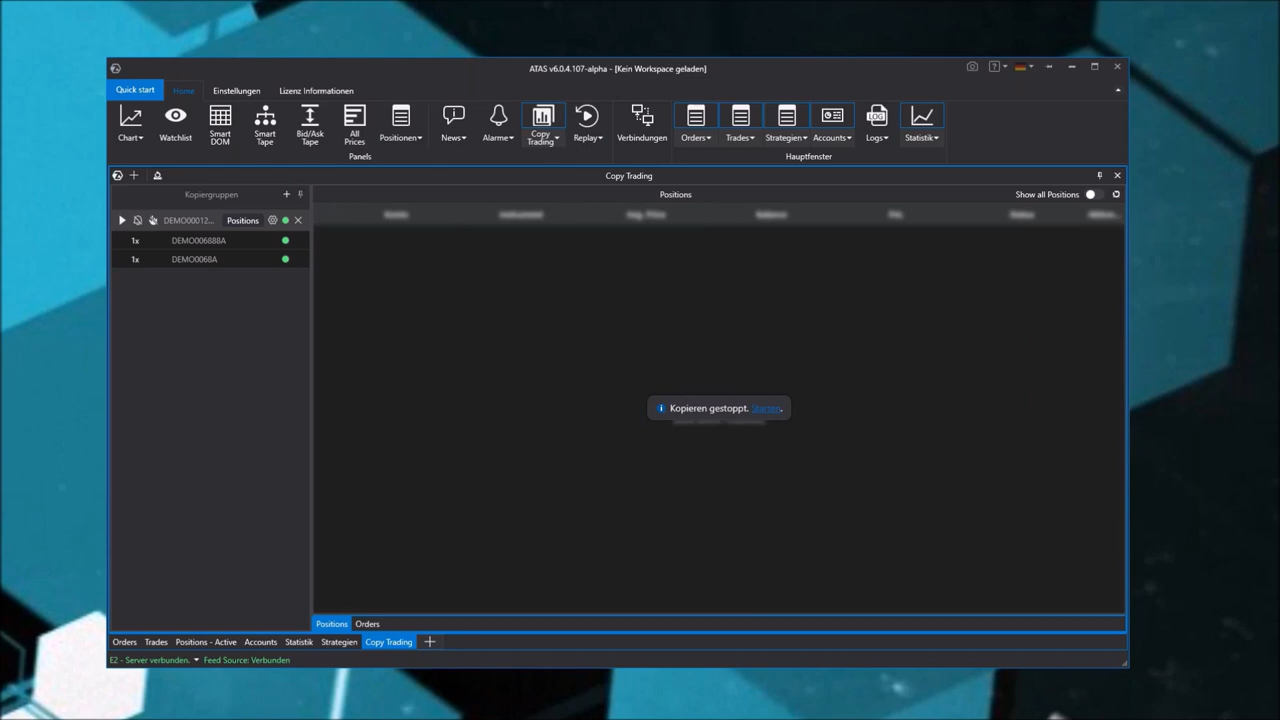 ATAS v6.0.4.107-alpha - [Kein Workspace geladen]
Quick start Home Einstellungen Lizenz Informationen
Chart Watchlist Smart DOM Smart Tape Bid/Ask Tape All Prices Positionen News Alarme Copy Trading Replay Verbindungen Orders Trades Strategien Accounts LOG Logs Statistik
Panels Hauptfenster
Copy Trading
Kopiergruppen Positions Show all Positions
DEMO00012... Positions
1x DEMO006888A
1x DEMO0068A
Kopieren gestoppt. Starten.
Positions Orders
Orders Trades Positions - Active Accounts Statistik Strategien Copy Trading
E2 - Server verbunden. Feed Source: Verbunden